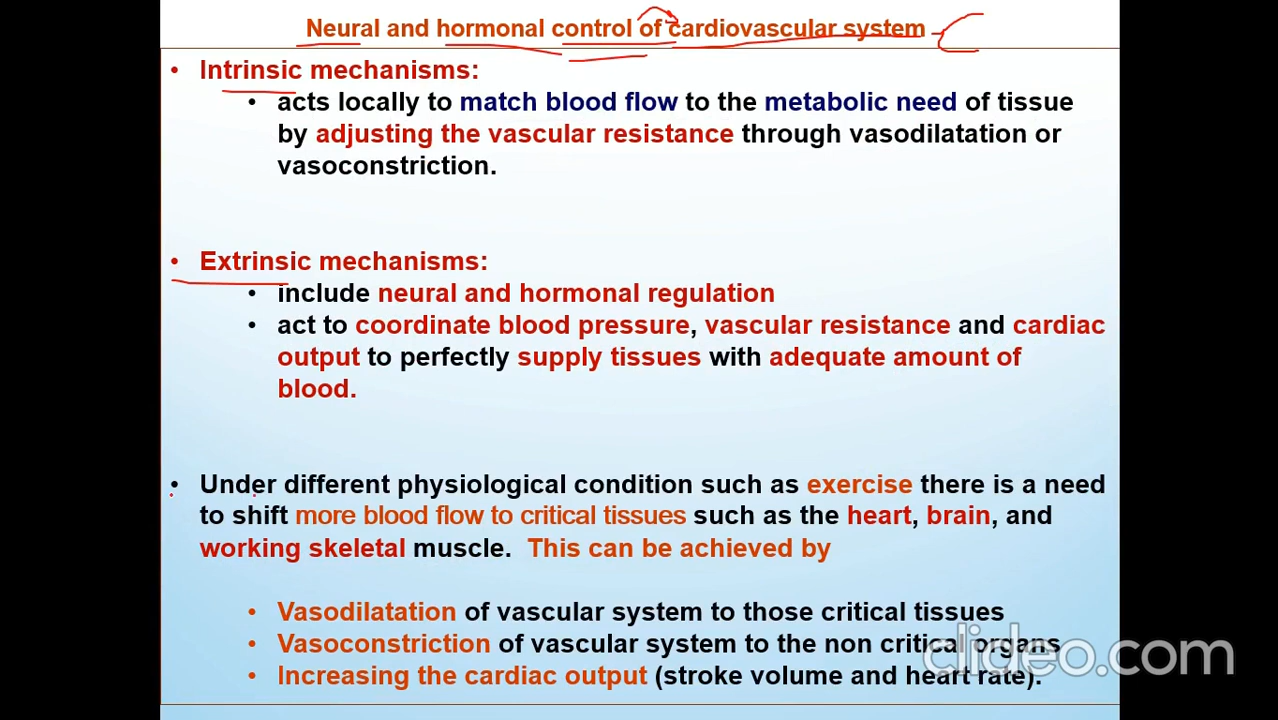 Neural and hormonal control of cardiovascular system
• Intrinsic mechanisms:
• acts locally to match blood flow to the metabolic need of tissue
by adjusting the vascular resistance through vasodilatation or
vasoconstriction.
• Extrinsic mechanisms:
• include neural and hormonal regulation
• act to coordinate blood pressure, vascular resistance and cardiac
output to perfectly supply tissues with adequate amount of
blood.
• Under different physiological condition such as exercise there is a need
to shift more blood flow to critical tissues such as the heart, brain, and
working skeletal muscle. This can be achieved by
• Vasodilatation of vascular system to those critical tissues
• Vasoconstriction of vascular system to the non critical organs
• Increasing the cardiac output (stroke volume and heart rate).
clideo.com